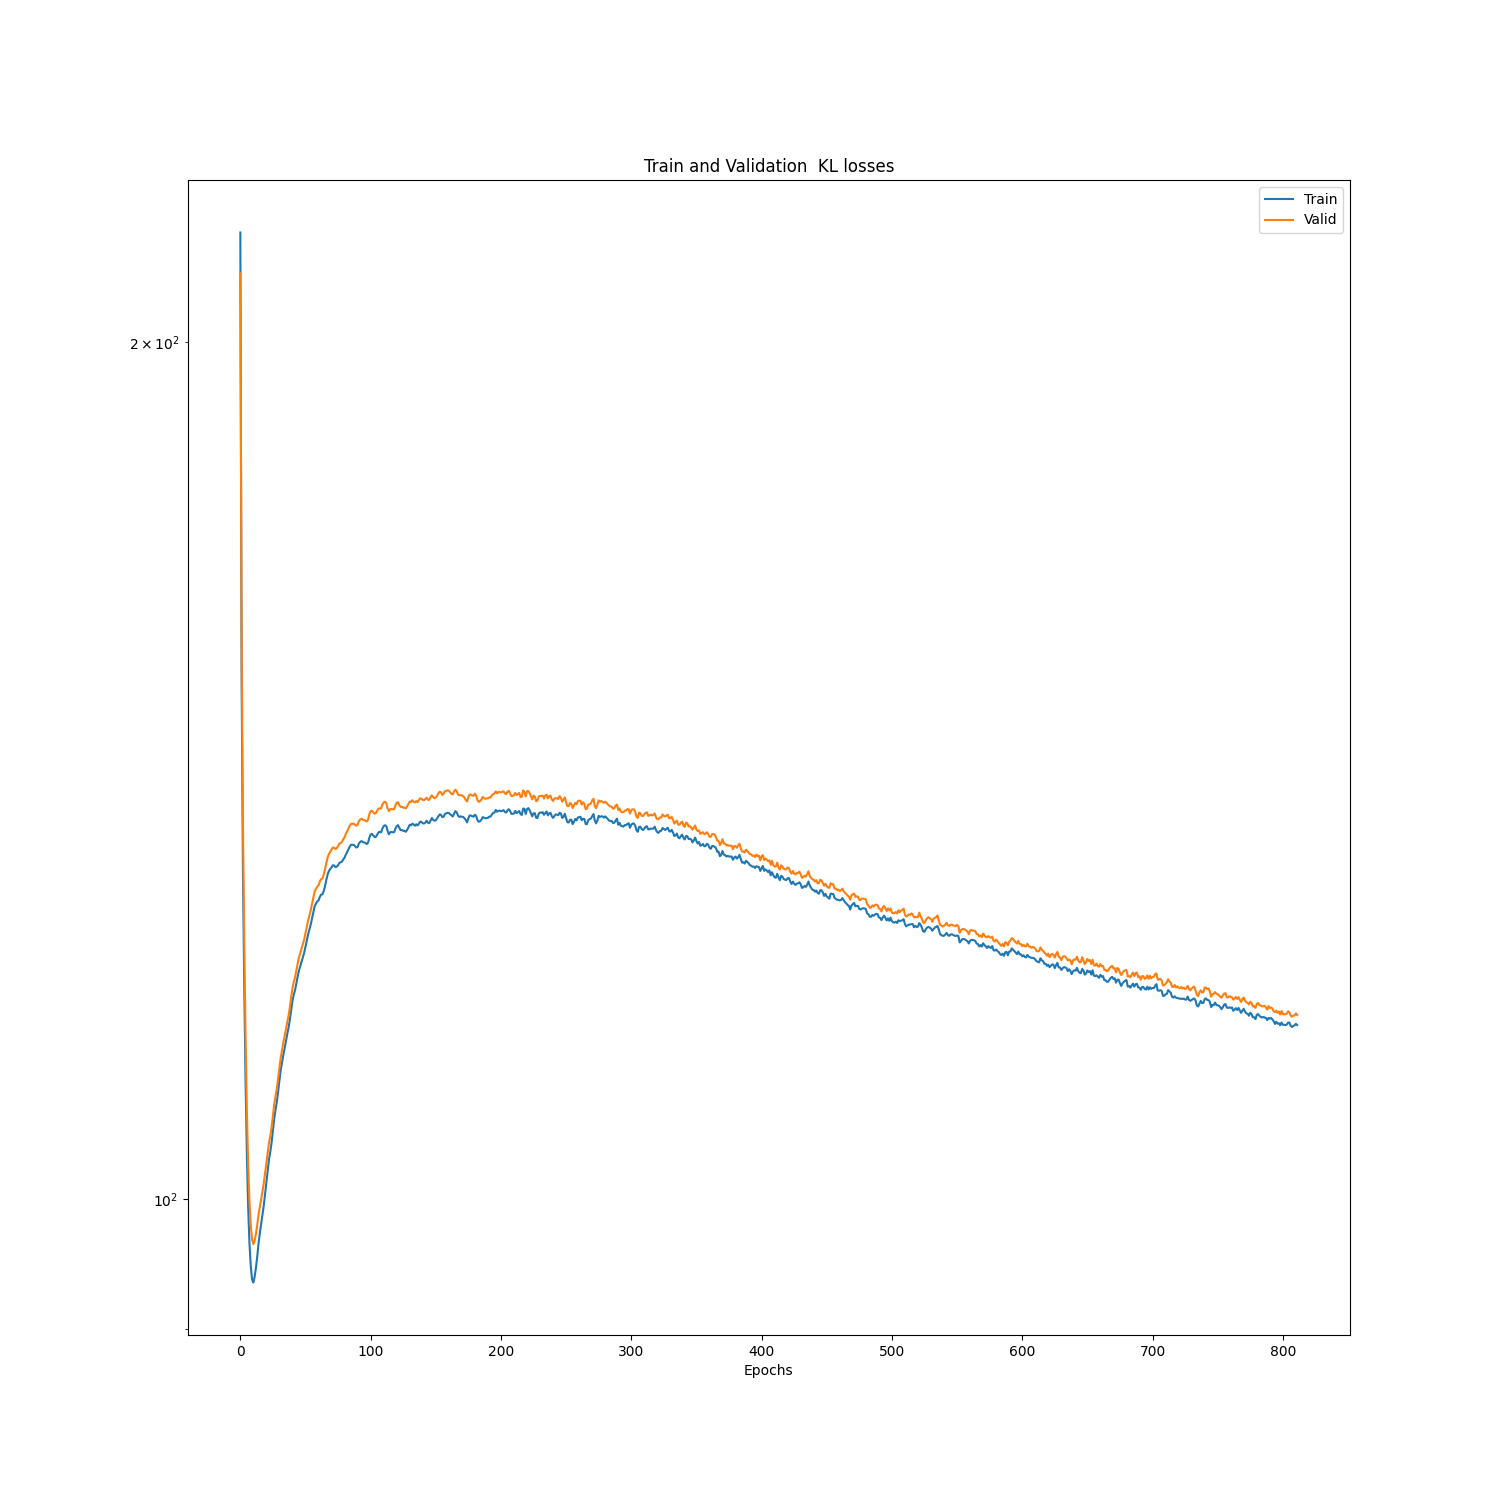 Train and Validation  KL losses
Train
Valid
2 × 10²
10²
0 100 200 300 400 500 600 700 800
Epochs